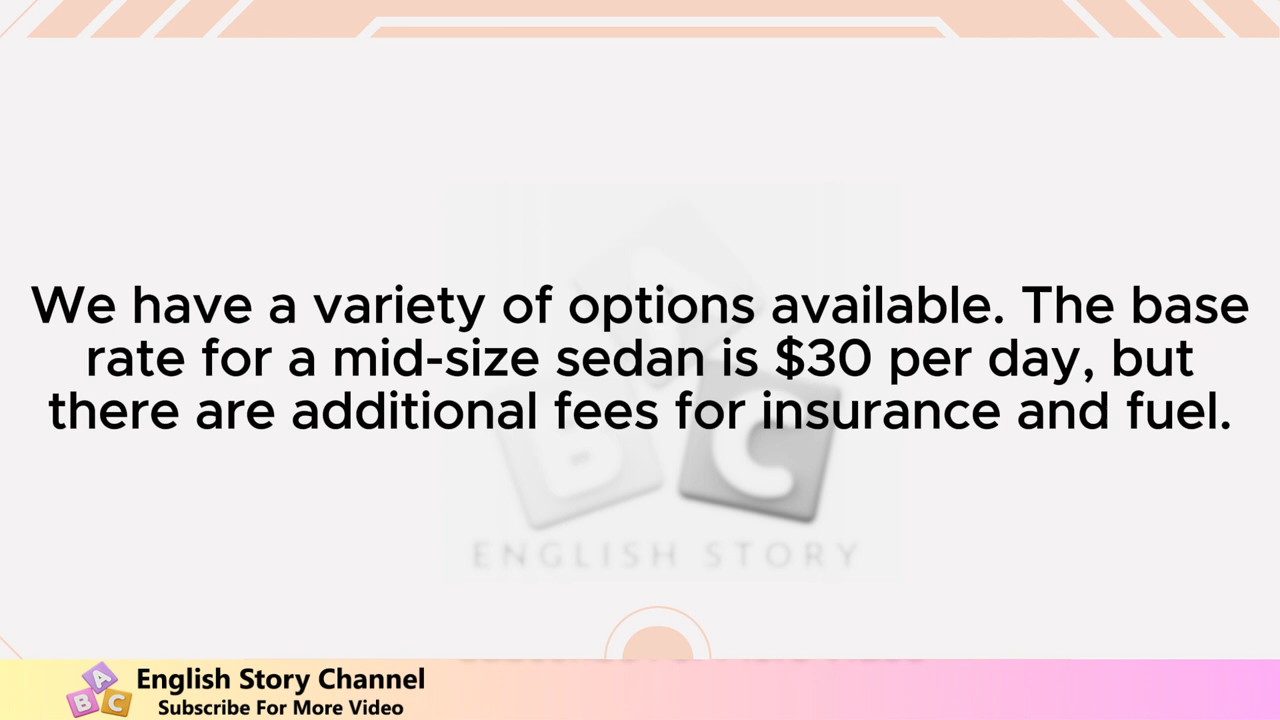 We have a variety of options available. The base
rate for a mid-size sedan is $30 per day, but
there are additional fees for insurance and fuel.
A
B
C
ENGLISH STORY
A
B
C
English Story Channel
Subscribe For More Video